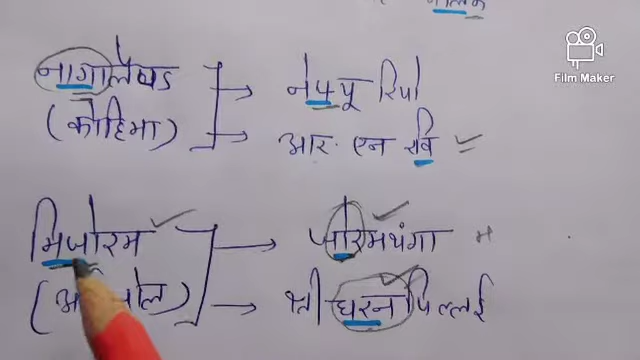 Film Maker
नागालैण्ड नेफ्यू रियो
(कोहिमा) आर. एन रवि
मिजोरम जोरमथंगा
श्री धरन पिल्लई